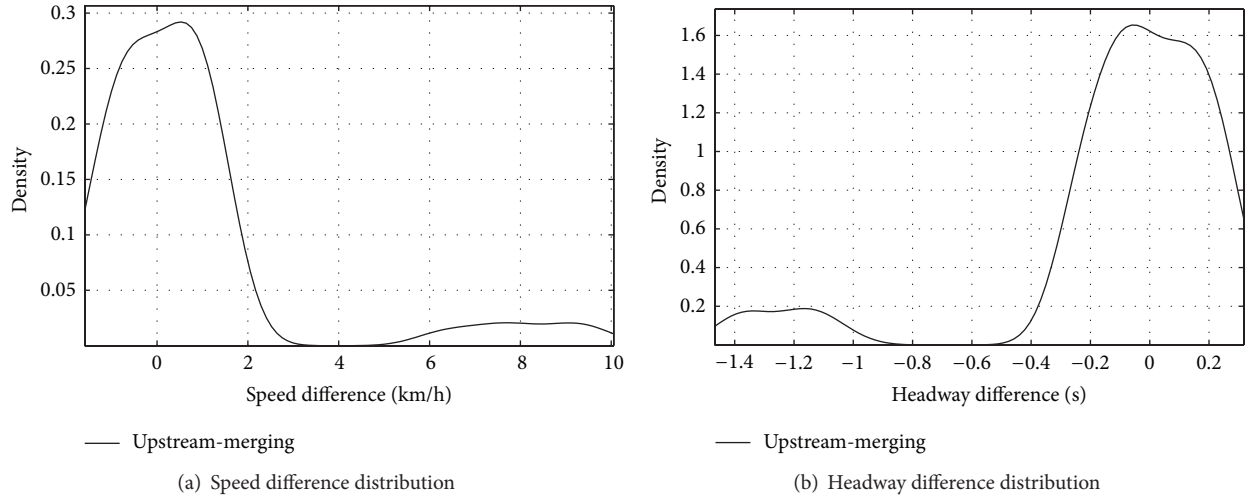 0.3
0.25
0.2
0.15
0.1
0.05
Density
0 2 4 6 8 10
Speed difference (km/h)
Upstream-merging
(a) Speed difference distribution
1.6
1.4
1.2
1
0.8
0.6
0.4
0.2
Density
−1.4 −1.2 −1 −0.8 −0.6 −0.4 −0.2 0 0.2
Headway difference (s)
Upstream-merging
(b) Headway difference distribution